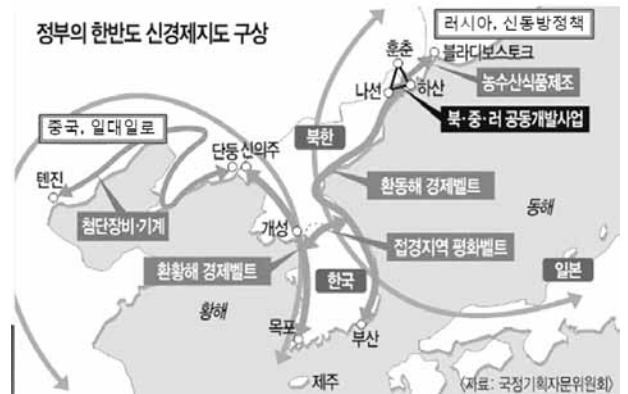 정부의 한반도 신경제지도 구상
러시아, 신동방정책
훈춘
블라디보스토크
나선
하산
농수산식품제조
북·중·러 공동개발사업
중국, 일대일로
북한
단둥
신의주
톈진
환동해 경제벨트
첨단장비·기계
개성
동해
접경지역 평화벨트
환황해 경제벨트
한국
일본
황해
목포
부산
제주
〈자료: 국정기획자문위원회〉